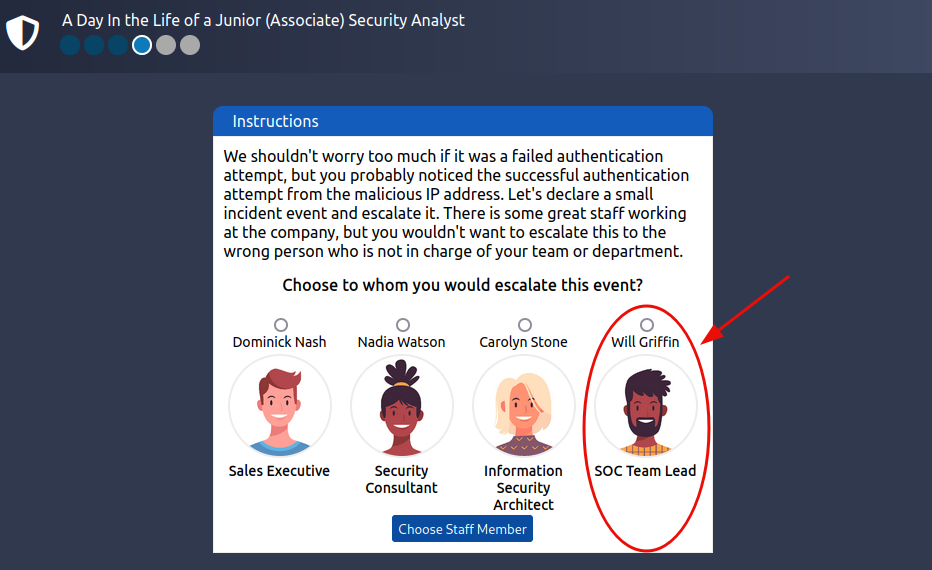 A Day In the Life of a Junior (Associate) Security Analyst
Instructions
We shouldn't worry too much if it was a failed authentication
attempt, but you probably noticed the successful authentication
attempt from the malicious IP address. Let's declare a small
incident event and escalate it. There is some great staff working
at the company, but you wouldn't want to escalate this to the
wrong person who is not in charge of your team or department.
Choose to whom you would escalate this event?
Dominick Nash
Nadia Watson
Carolyn Stone
Will Griffin
Sales Executive
Security
Consultant
Information
Security
Architect
SOC Team Lead
Choose Staff Member